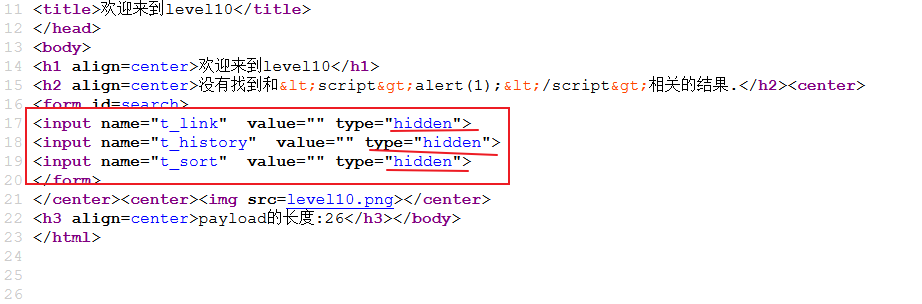 11 <title>欢迎来到level10</title>
12 </head>
13 <body>
14 <h1 align=center>欢迎来到level10</h1>
15 <h2 align=center>没有找到和&lt;script&gt;alert(1);&lt;/script&gt;相关的结果.</h2><center>
16 <form id=search>
17 <input name="t_link"  value="" type="hidden">
18 <input name="t_history"  value="" type="hidden">
19 <input name="t_sort"  value="" type="hidden">
20 </form>
21 </center><center><img src=level10.png></center>
22 <h3 align=center>payload的长度:26</h3></body>
23 </html>
24
25
26